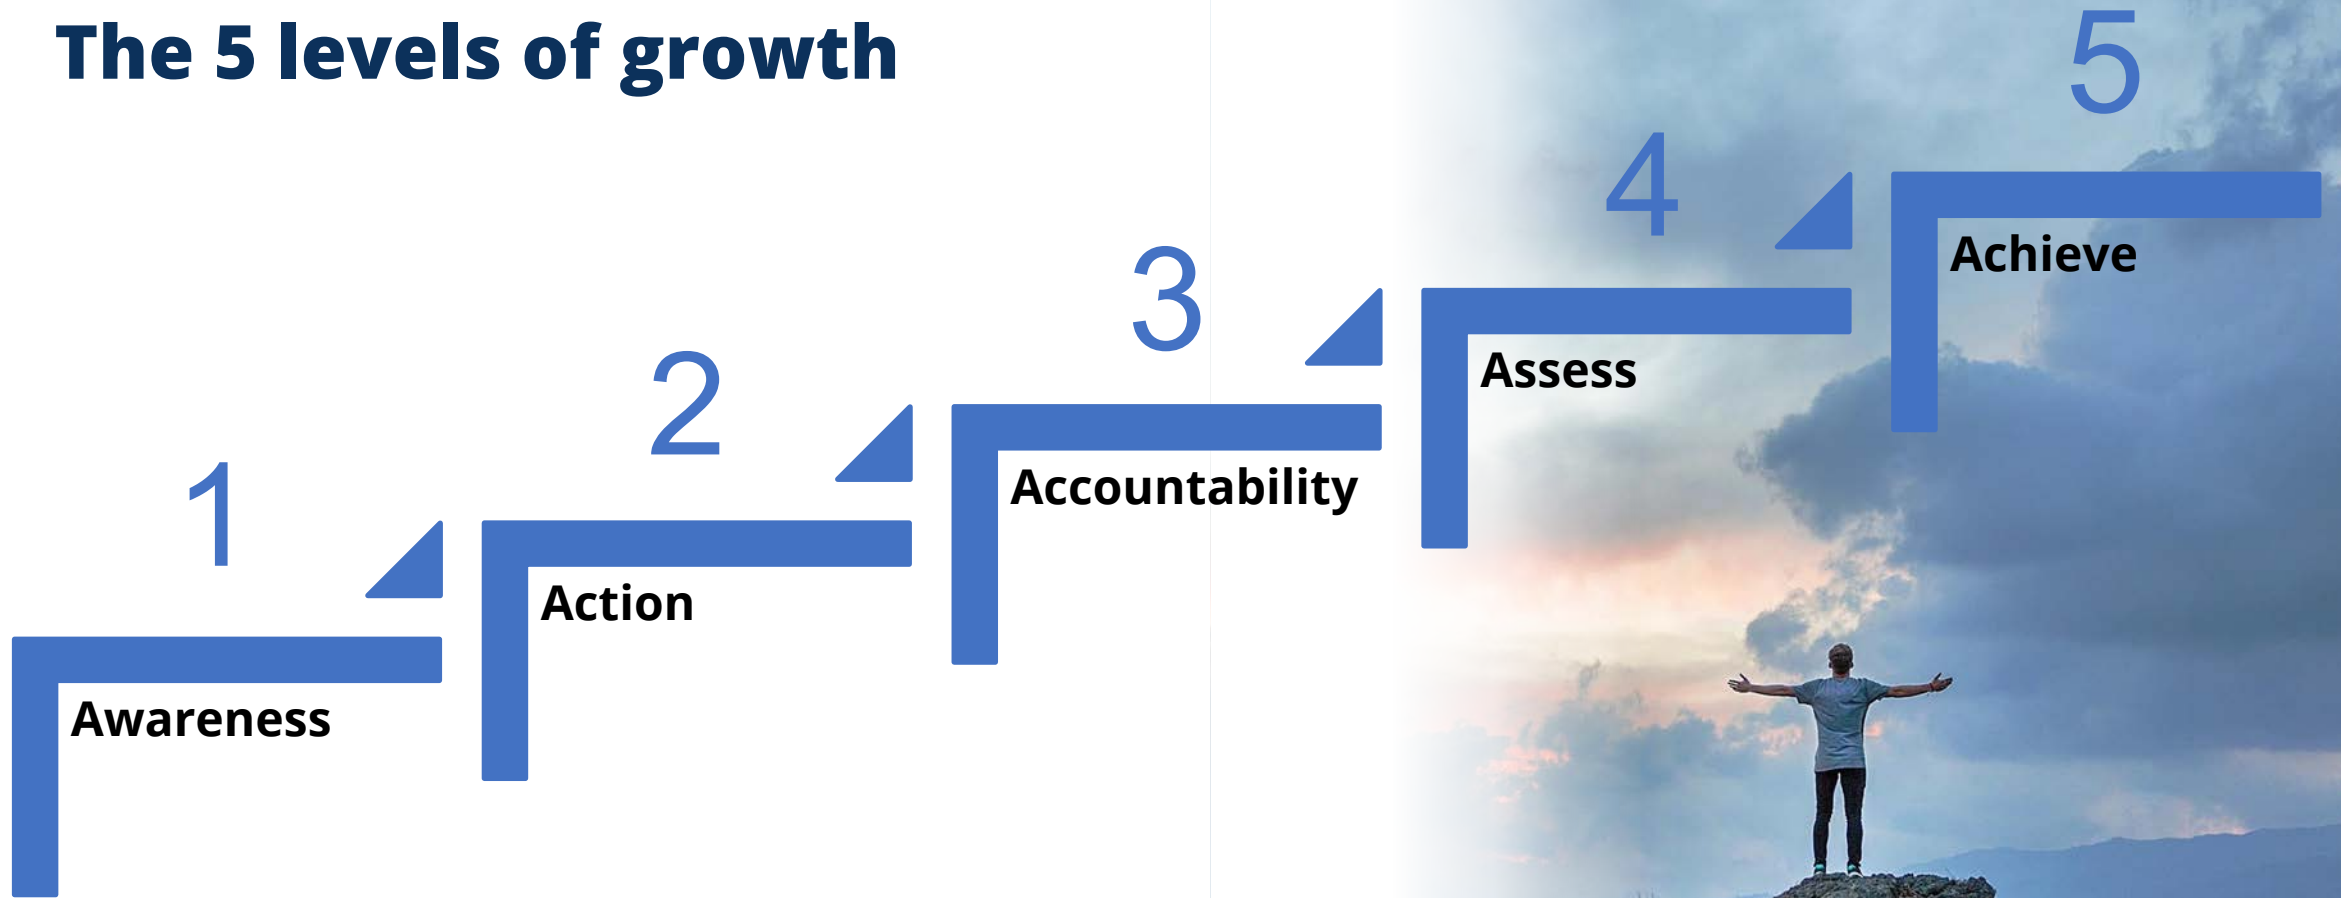 The 5 levels of growth
1
Awareness
2
Action
3
Accountability
4
Assess
5
Achieve